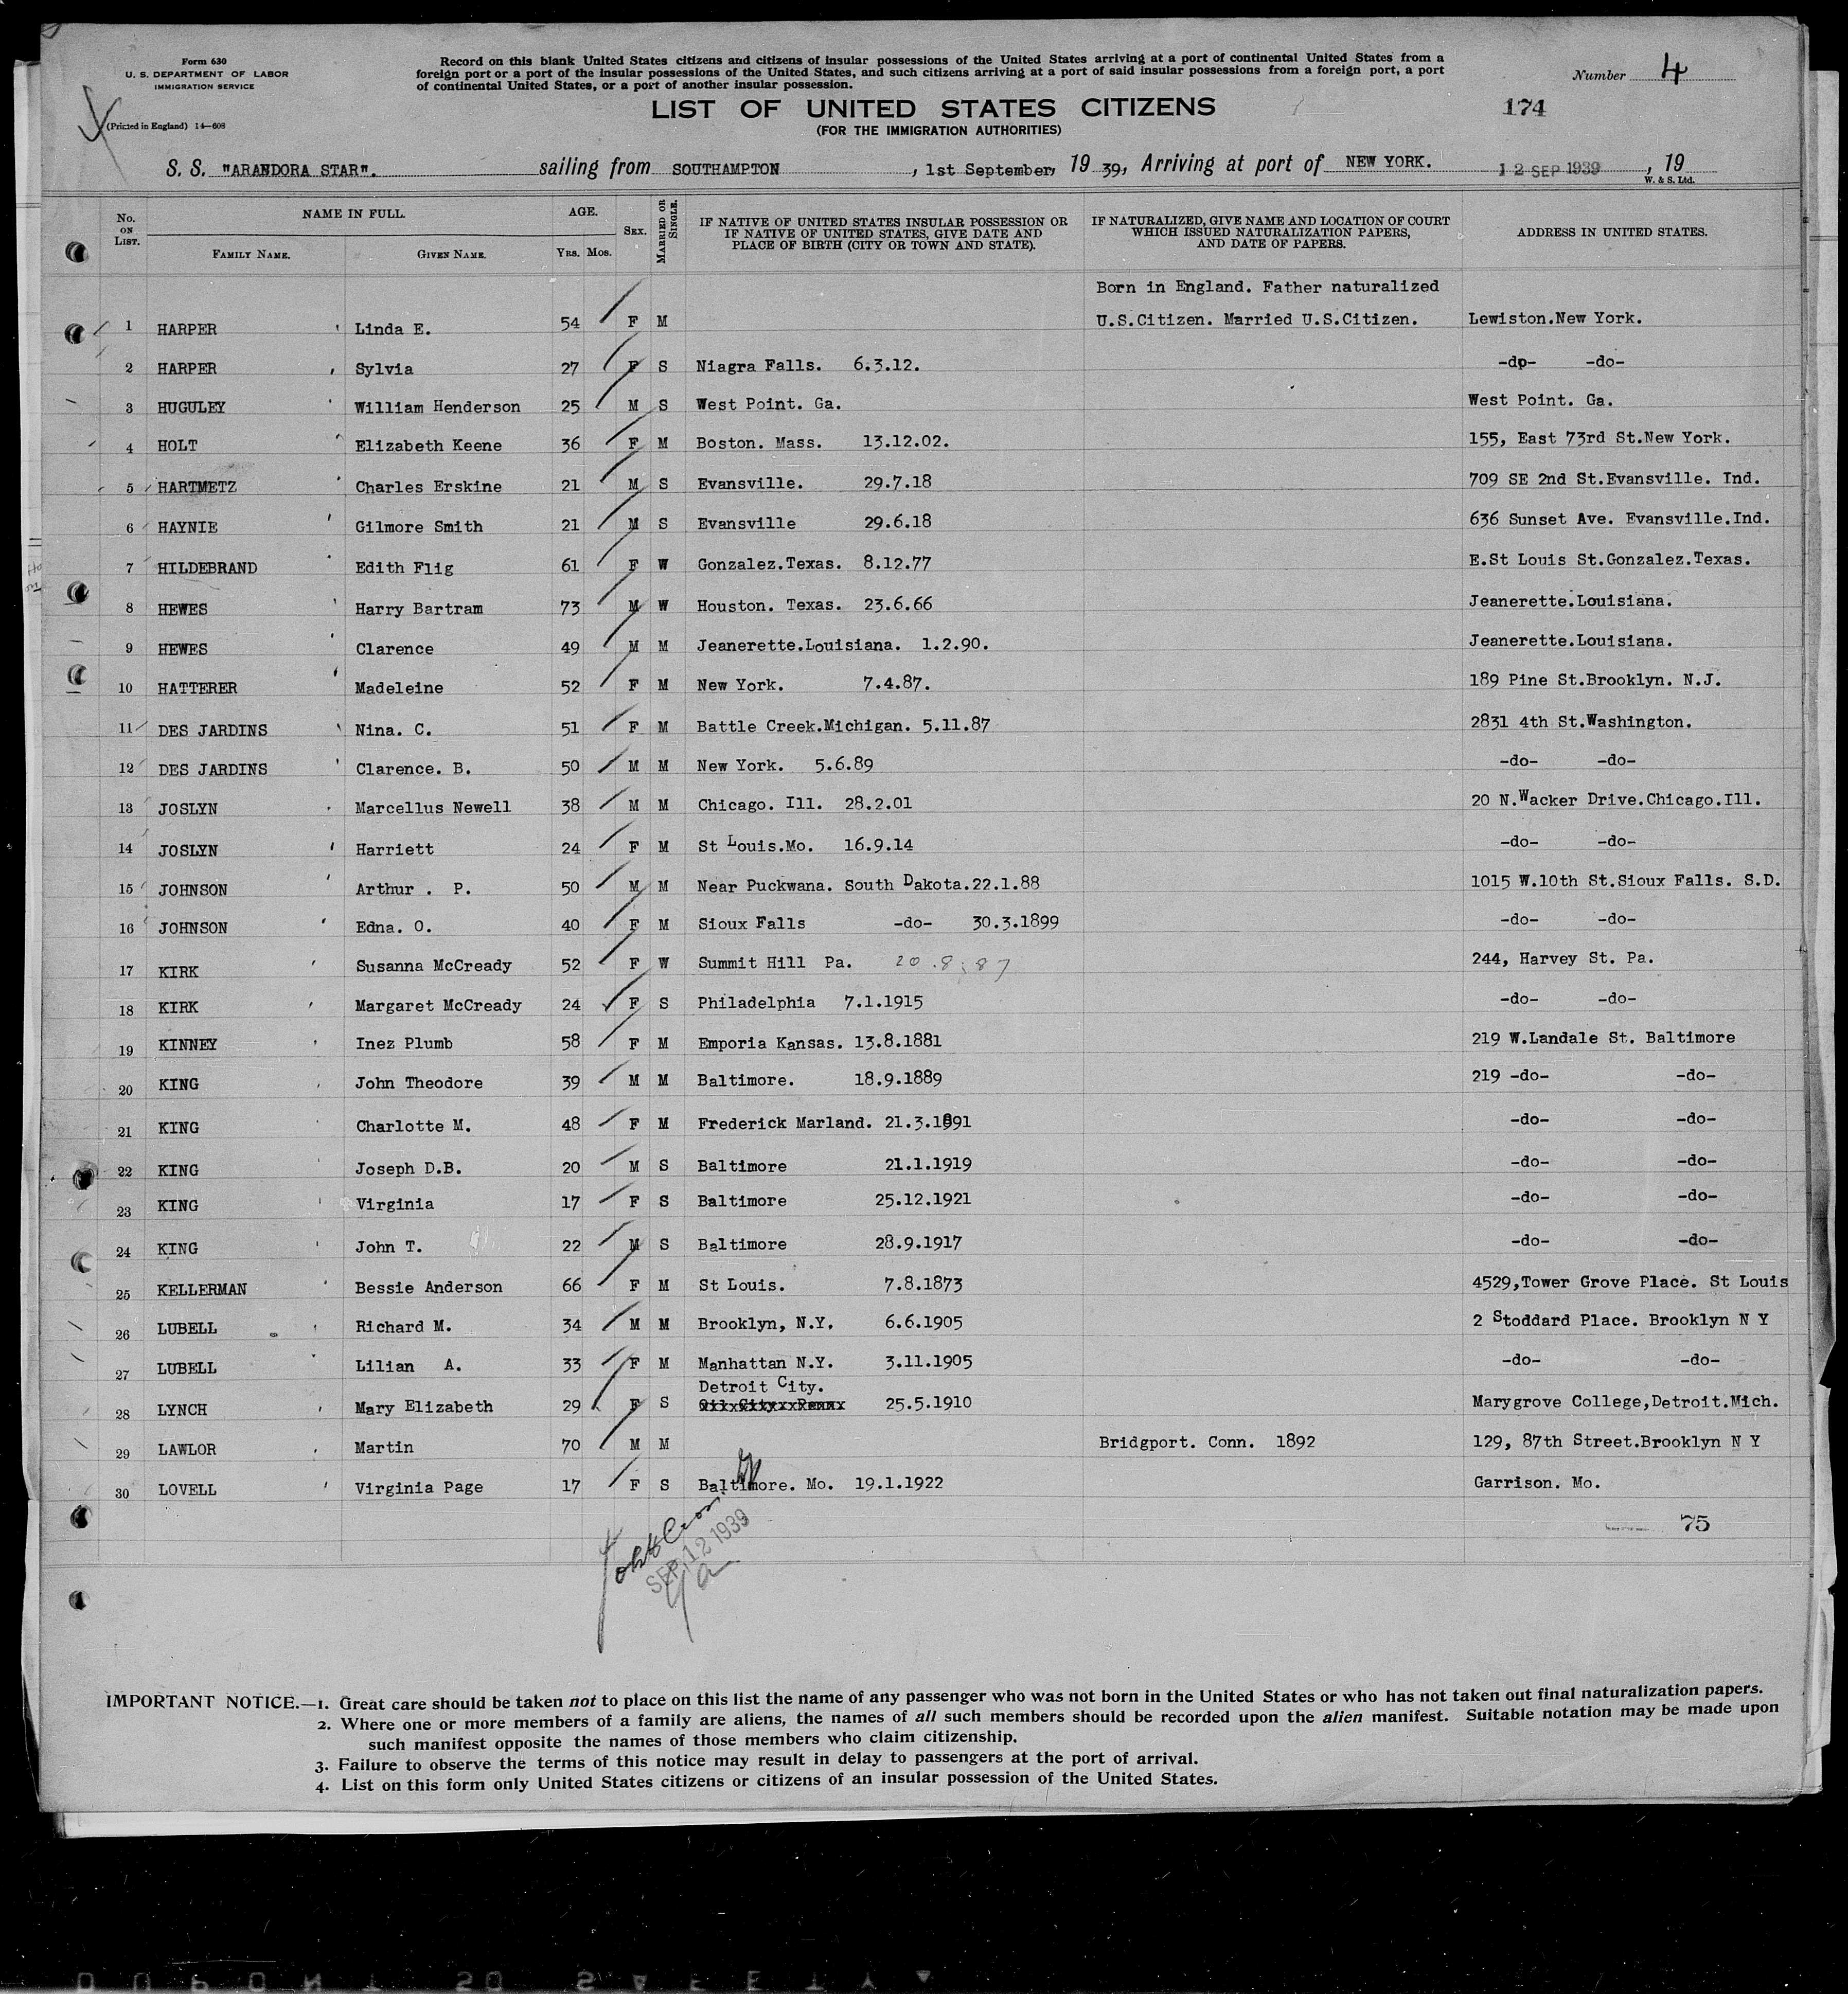 Form 630
U. S. DEPARTMENT OF LABOR
IMMIGRATION SERVICE
(Printed in England) 14—608
Record on this blank United States citizens and citizens of insular possessions of the United States arriving at a port of continental United States from a
foreign port or a port of the insular possessions of the United States, and such citizens arriving at a port of said insular possessions from a foreign port, a port
of continental United States, or a port of another insular possession.
Number 4
LIST OF UNITED STATES CITIZENS
174
(FOR THE IMMIGRATION AUTHORITIES)
S. S. "ARANDORA STAR". sailing from SOUTHAMPTON , 1st September, 19 39, Arriving at port of NEW YORK. 12 SEP 1939 , 19
W. & S. Ltd.
No. ON LIST. NAME IN FULL. FAMILY NAME. GIVEN NAME. AGE. YRS. MOS. SEX. MARRIED OR SINGLE. IF NATIVE OF UNITED STATES INSULAR POSSESSION OR IF NATIVE OF UNITED STATES, GIVE DATE AND PLACE OF BIRTH (CITY OR TOWN AND STATE). IF NATURALIZED, GIVE NAME AND LOCATION OF COURT WHICH ISSUED NATURALIZATION PAPERS, AND DATE OF PAPERS. ADDRESS IN UNITED STATES.
Born in England. Father naturalized
1 HARPER Linda E. 54 F M U.S.Citizen. Married U.S.Citizen. Lewiston.New York.
2 HARPER Sylvia 27 F S Niagra Falls. 6.3.12. -do- -do-
3 HUGULEY William Henderson 25 M S West Point. Ga. West Point. Ga.
4 HOLT Elizabeth Keene 36 F M Boston. Mass. 13.12.02. 155, East 73rd St.New York.
5 HARTMETZ Charles Erskine 21 M S Evansville. 29.7.18 709 SE 2nd St.Evansville. Ind.
6 HAYNIE Gilmore Smith 21 M S Evansville 29.6.18 636 Sunset Ave. Evansville.Ind.
7 HILDEBRAND Edith Flig 61 F W Gonzalez.Texas. 8.12.77 E.St Louis St.Gonzalez.Texas.
8 HEWES Harry Bartram 73 M W Houston. Texas. 23.6.66 Jeanerette.Louisiana.
9 HEWES Clarence 49 M M Jeanerette.Louisiana. 1.2.90. Jeanerette.Louisiana.
10 HATTERER Madeleine 52 F M New York. 7.4.87. 189 Pine St.Brooklyn. N.J.
11 DES JARDINS Nina. C. 51 F M Battle Creek.Michigan. 5.11.87 2831 4th St.Washington.
12 DES JARDINS Clarence. B. 50 M M New York. 5.6.89 -do- -do-
13 JOSLYN Marcellus Newell 38 M M Chicago. Ill. 28.2.01 20 N.Wacker Drive.Chicago.Ill.
14 JOSLYN Harriett 24 F M St Louis.Mo. 16.9.14 -do- -do-
15 JOHNSON Arthur . P. 50 M M Near Puckwana. South Dakota.22.1.88 1015 W.10th St.Sioux Falls. S.D.
16 JOHNSON Edna. O. 40 F M Sioux Falls -do- 30.3.1899 -do- -do-
17 KIRK Susanna McCready 52 F W Summit Hill Pa. 20.8.87 244, Harvey St. Pa.
18 KIRK Margaret McCready 24 F S Philadelphia 7.1.1915 -do- -do-
19 KINNEY Inez Plumb 58 F M Emporia Kansas. 13.8.1881 219 W.Landale St. Baltimore
20 KING John Theodore 39 M M Baltimore. 18.9.1889 219 -do- -do-
21 KING Charlotte M. 48 F M Frederick Marland. 21.3.1891 -do- -do-
22 KING Joseph D.B. 20 M S Baltimore 21.1.1919 -do- -do-
23 KING Virginia 17 F S Baltimore 25.12.1921 -do- -do-
24 KING John T. 22 M S Baltimore 28.9.1917 -do- -do-
25 KELLERMAN Bessie Anderson 66 F M St Louis. 7.8.1873 4529,Tower Grove Place. St Louis
26 LUBELL Richard M. 34 M M Brooklyn, N.Y. 6.6.1905 2 Stoddard Place. Brooklyn N Y
27 LUBELL Lilian A. 33 F M Manhattan N.Y. 3.11.1905 -do- -do-
Detroit City.
28 LYNCH Mary Elizabeth 29 F S 25.5.1910 Marygrove College,Detroit.Mich.
29 LAWLOR Martin 70 M M Bridgport. Conn. 1892 129, 87th Street.Brooklyn N Y
30 LOVELL Virginia Page 17 F S Baltimore. Mo. 19.1.1922 Garrison. Mo.
75
SEP 12 1939
IMPORTANT NOTICE.—1. Great care should be taken not to place on this list the name of any passenger who was not born in the United States or who has not taken out final naturalization papers.
2. Where one or more members of a family are aliens, the names of all such members should be recorded upon the alien manifest. Suitable notation may be made upon
such manifest opposite the names of those members who claim citizenship.
3. Failure to observe the terms of this notice may result in delay to passengers at the port of arrival.
4. List on this form only United States citizens or citizens of an insular possession of the United States.
DUPONT SO SAFETY